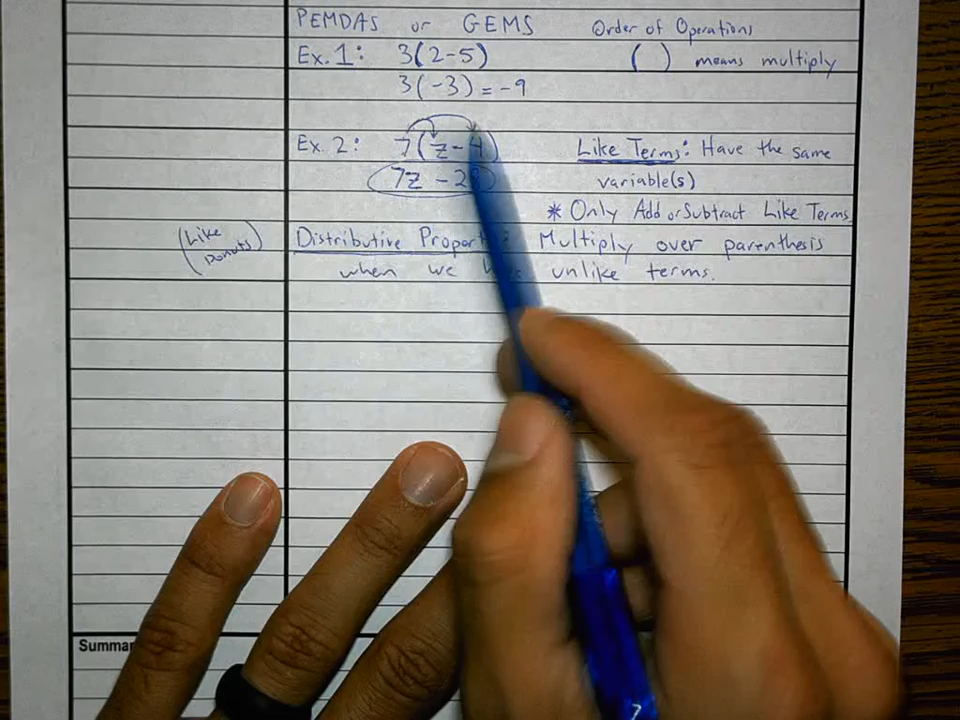 PEMDAS or GEMS Order of Operations
Ex. 1: 3(2-5) ( ) means multiply
3(-3) = -9
Ex. 2: 7(z-4) Like Terms: Have the same
7z - 2 variable(s)
* Only Add or Subtract Like Terms
(Like Donuts) Distributive Propert : Multiply over parenthesis
when we unlike terms.
Summar